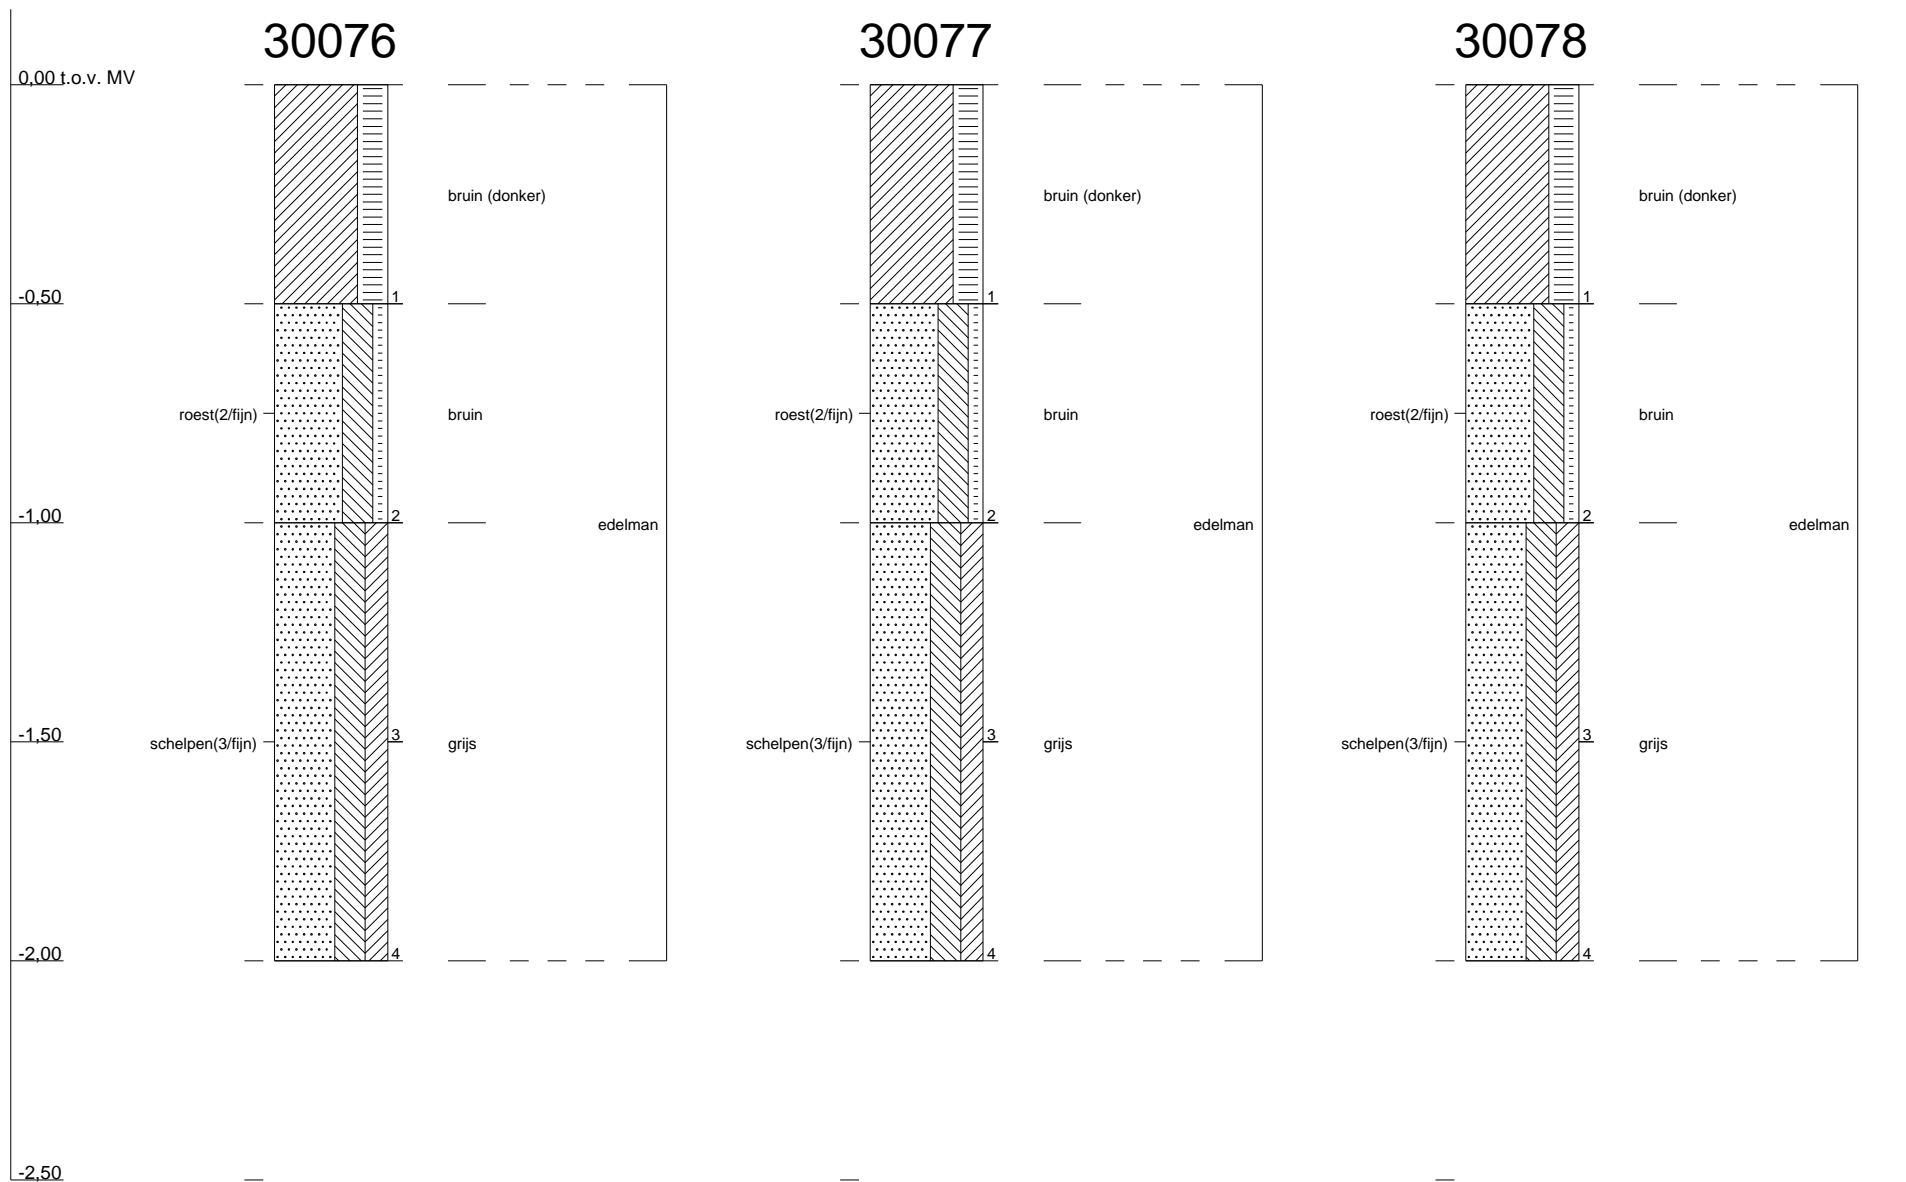 30076 30077 30078
0,00 t.o.v. MV
bruin (donker) bruin (donker) bruin (donker)
-0,50 1 1 1
roest(2/fijn) bruin roest(2/fijn) bruin roest(2/fijn) bruin
-1,00 2 2 2
edelman edelman edelman
-1,50 3 3 3
schelpen(3/fijn) grijs schelpen(3/fijn) grijs schelpen(3/fijn) grijs
-2,00 4 4 4
-2,50